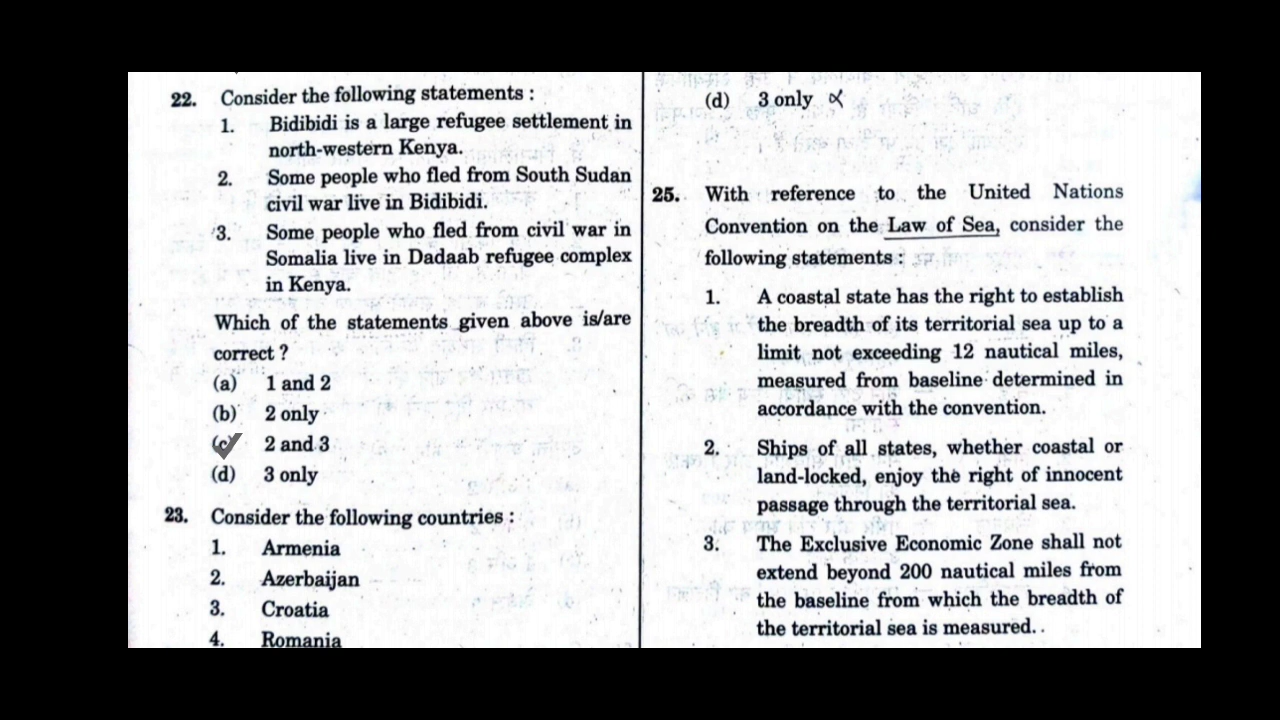 22. Consider the following statements :
1. Bidibidi is a large refugee settlement in
north-western Kenya.
2. Some people who fled from South Sudan
civil war live in Bidibidi.
3. Some people who fled from civil war in
Somalia live in Dadaab refugee complex
in Kenya.
Which of the statements given above is/are
correct ?
(a) 1 and 2
(b) 2 only
(c) 2 and 3
(d) 3 only
23. Consider the following countries :
1. Armenia
2. Azerbaijan
3. Croatia
4. Romania
(d) 3 only
25. With reference to the United Nations
Convention on the Law of Sea, consider the
following statements :
1. A coastal state has the right to establish
the breadth of its territorial sea up to a
limit not exceeding 12 nautical miles,
measured from baseline determined in
accordance with the convention.
2. Ships of all states, whether coastal or
land-locked, enjoy the right of innocent
passage through the territorial sea.
3. The Exclusive Economic Zone shall not
extend beyond 200 nautical miles from
the baseline from which the breadth of
the territorial sea is measured.